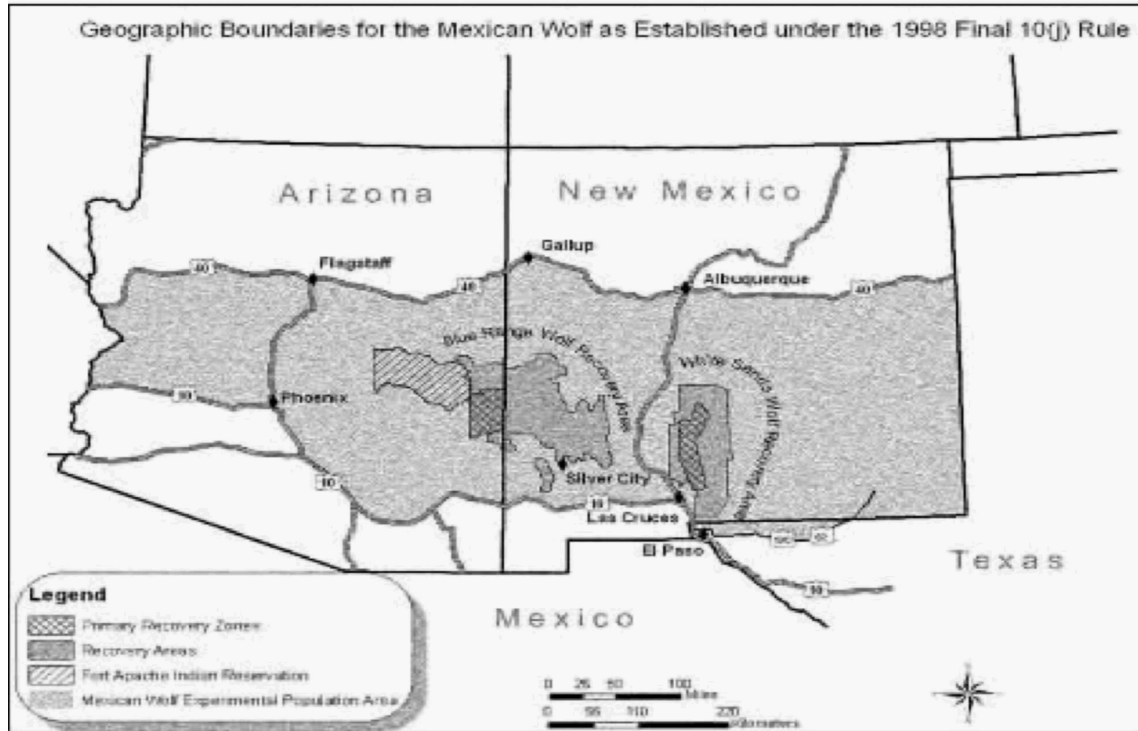 Geographic Boundaries for the Mexican Wolf as Established under the 1998 Final 10(j) Rule
Arizona
New Mexico
Gallup
Flagstaff
Albuquerque
40
40
40
Blue Range Wolf Recovery Area
White Sands Wolf Recovery Area
10
Phoenix
Silver City
10
10
Las Cruces
El Paso
62
Texas
10
Mexico
Legend
Primary Recovery Zones
Recovery Areas
Fort Apache Indian Reservation
Mexican Wolf Experimental Population Area
0 25 50 100
Miles
0 55 110 220
Kilometers